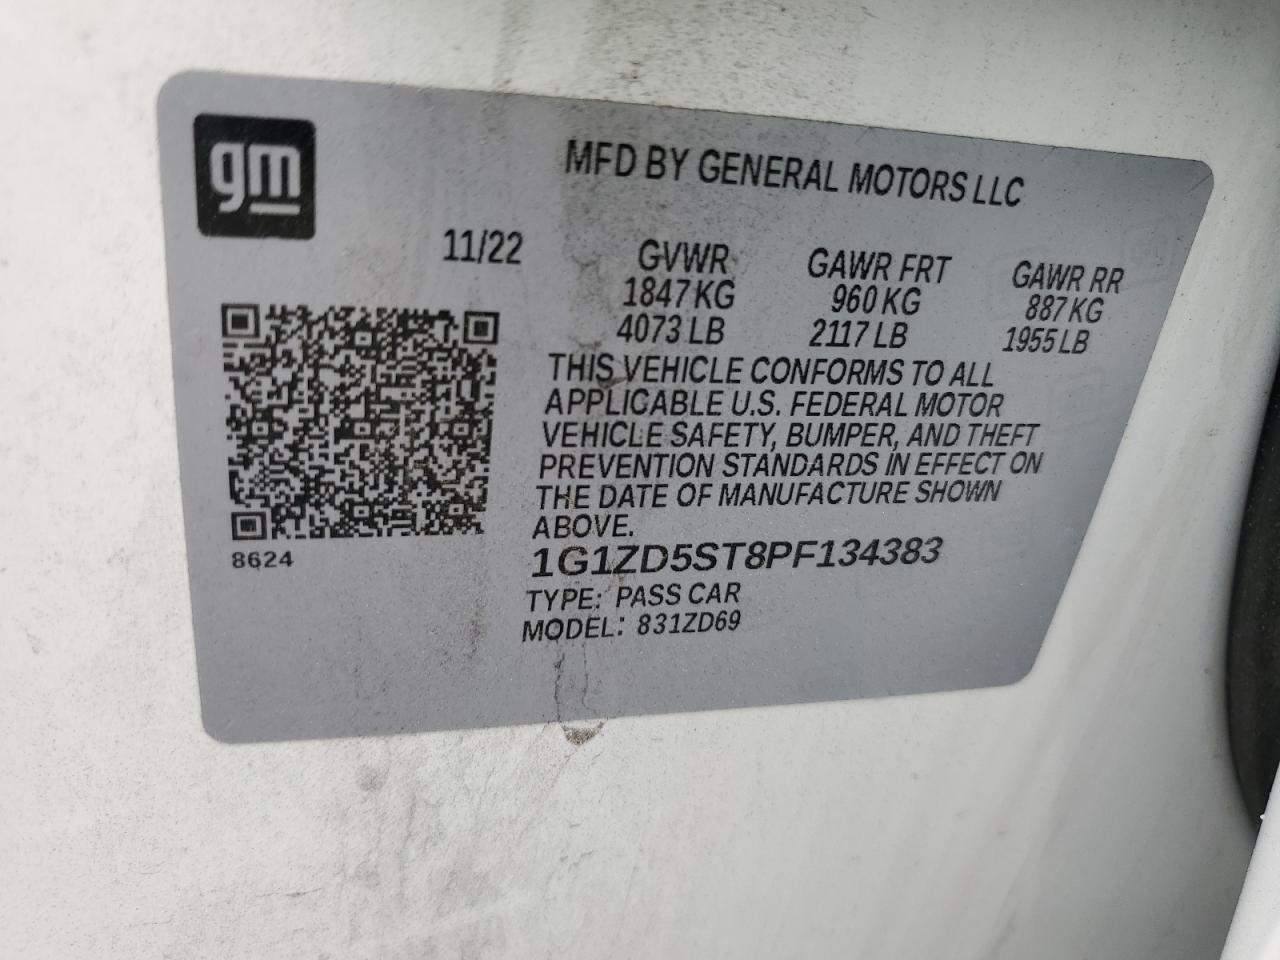 gm
MFD BY GENERAL MOTORS LLC
11/22
GVWR GAWR FRT GAWR RR
1847 KG 960 KG 887 KG
4073 LB 2117 LB 1955 LB
THIS VEHICLE CONFORMS TO ALL
APPLICABLE U.S. FEDERAL MOTOR
VEHICLE SAFETY, BUMPER, AND THEFT
PREVENTION STANDARDS IN EFFECT ON
THE DATE OF MANUFACTURE SHOWN
ABOVE.
8624
1G1ZD5ST8PF134383
TYPE: PASS CAR
MODEL: 831ZD69